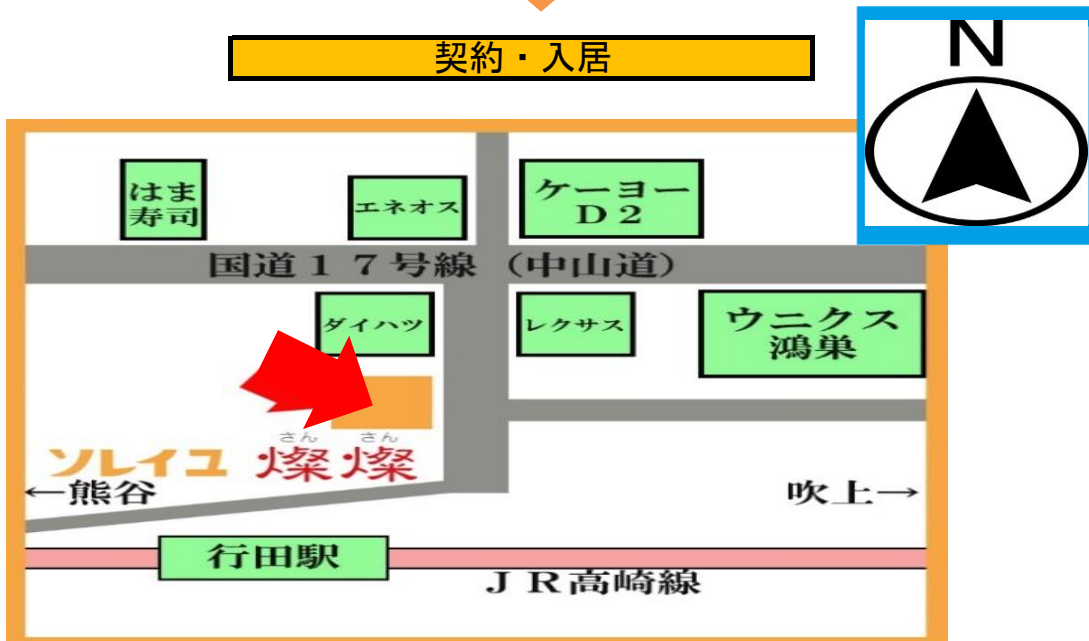 契約・入居
N
はま
寿司
エネオス
ケーヨー
D2
国道17号線（中山道）
ダイハツ
レクサス
ウニクス
鴻巣
さん さん
ソレイユ 燦燦
←熊谷
吹上→
行田駅
JR高崎線